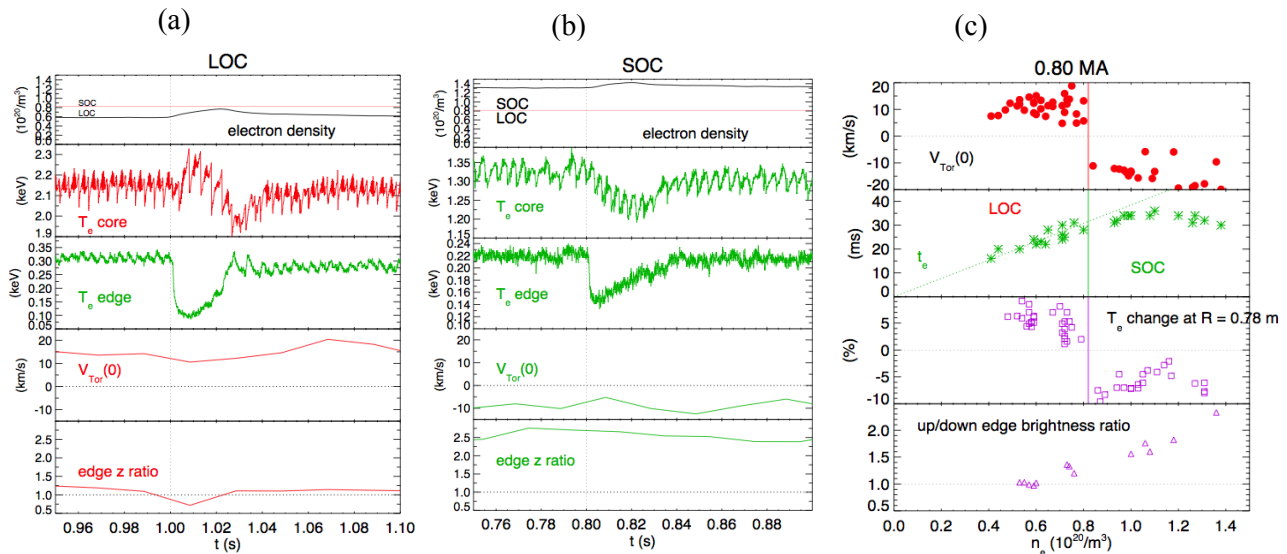 (a)
LOC
1.4
1.2
1.0
0.8
0.6
0.4
0.2
0.0
(10²⁰/m³)
SOC
LOC
electron density
2.3
2.2
2.1
2.0
1.9
(keV)
Tₑ core
0.35
0.30
0.25
0.20
0.15
0.10
0.05
(keV)
Tₑ edge
20
10
0
-10
(km/s)
V_Tor(0)
2.5
2.0
1.5
1.0
0.5
edge z ratio
0.96 0.98 1.00 1.02 1.04 1.06 1.08 1.10
t (s)
(b)
SOC
1.4
1.2
1.0
0.8
0.6
0.4
0.2
0.0
(10²⁰/m³)
SOC
LOC
electron density
1.35
1.30
1.25
1.20
(keV)
Tₑ core
0.24
0.22
0.20
0.18
0.16
0.14
0.12
(keV)
Tₑ edge
20
10
0
-10
(km/s)
V_Tor(0)
2.5
2.0
1.5
1.0
0.5
edge z ratio
0.76 0.78 0.80 0.82 0.84 0.86 0.88
t (s)
(c)
0.80 MA
20
10
0
-10
-20
(km/s)
V_Tor(0)
40
30
20
10
0
(ms)
LOC
tₑ
SOC
5
0
-5
-10
(%)
Tₑ change at R = 0.78 m
2.0
1.5
1.0
0.5
up/down edge brightness ratio
0.0 0.2 0.4 0.6 0.8 1.0 1.2 1.4
nₑ (10²⁰/m³)